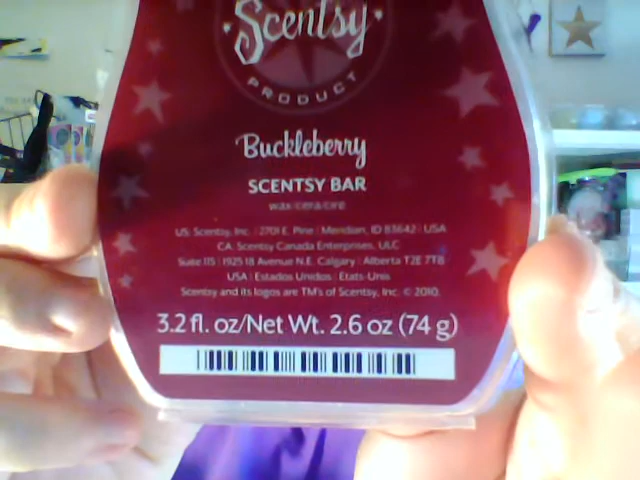 Scentsy
PRODUCT
Buckleberry
SCENTSY BAR
wax/cera/cire
US: Scentsy, Inc. | 2701 E. Pine | Meridian, ID 83642 | USA
CA: Scentsy Canada Enterprises, ULC
Suite 115 | 1925 18 Avenue N.E. Calgary | Alberta T2E 7T8
USA | Estados Unidos | États-Unis
Scentsy and its logos are TM's of Scentsy, Inc. © 2010.
3.2 fl. oz/Net Wt. 2.6 oz (74 g)